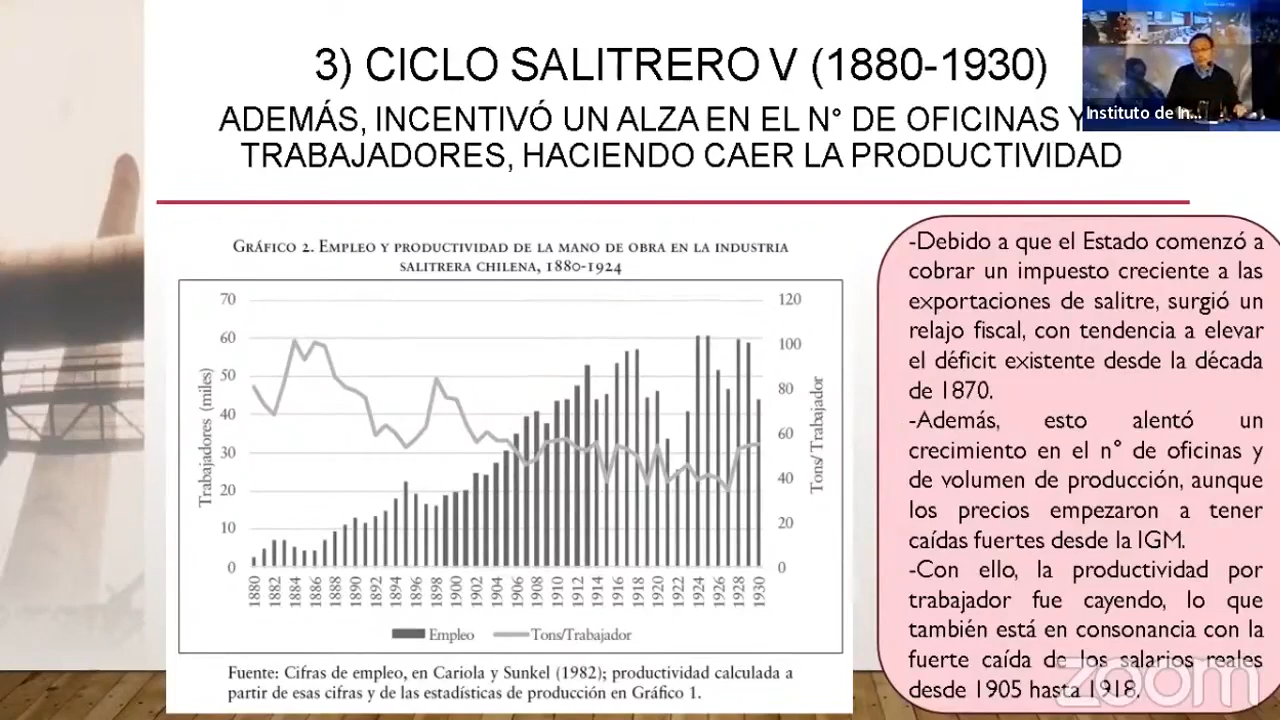 3) CICLO SALITRERO V (1880-1930)
ADEMÁS, INCENTIVÓ UN ALZA EN EL N° DE OFICINAS Y
TRABAJADORES, HACIENDO CAER LA PRODUCTIVIDAD
Instituto de In...
GRÁFICO 2. EMPLEO Y PRODUCTIVIDAD DE LA MANO DE OBRA EN LA INDUSTRIA
SALITRERA CHILENA, 1880-1924
Trabajadores (miles)
70
60
50
40
30
20
10
0
120
100
80
60
40
20
0
Tons/Trabajador
1880 1882 1884 1886 1888 1890 1892 1894 1896 1898 1900 1902 1904 1906 1908 1910 1912 1914 1916 1918 1920 1922 1924 1926 1928 1930
Empleo Tons/Trabajador
Fuente: Cifras de empleo, en Cariola y Sunkel (1982); productividad calculada a
partir de esas cifras y de las estadísticas de producción en Gráfico 1.
-Debido a que el Estado comenzó a
cobrar un impuesto creciente a las
exportaciones de salitre, surgió un
relajo fiscal, con tendencia a elevar
el déficit existente desde la década
de 1870.
-Además, esto alentó un
crecimiento en el n° de oficinas y
de volumen de producción, aunque
los precios empezaron a tener
caídas fuertes desde la IGM.
-Con ello, la productividad por
trabajador fue cayendo, lo que
también está en consonancia con la
fuerte caída de los salarios reales
desde 1905 hasta 1918.
zoom